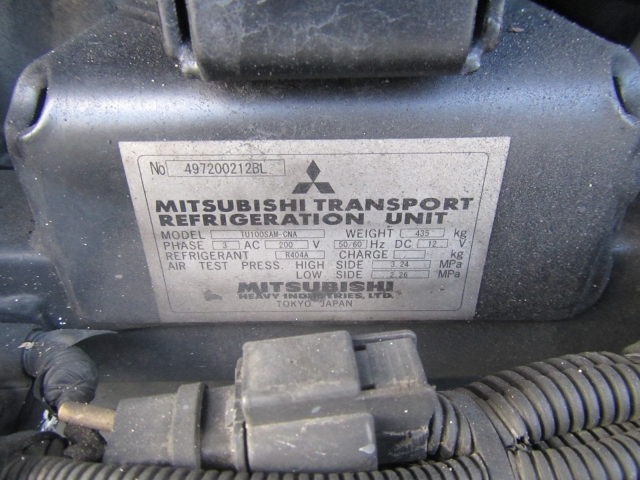 No 497200212BL
MITSUBISHI TRANSPORT
REFRIGERATION UNIT
MODEL TU100SAM-CNA WEIGHT 435 kg
PHASE 3 AC 200 V 50/60 Hz DC 12 V
REFRIGERANT R404A CHARGE kg
AIR TEST PRESS. HIGH SIDE 3.24 MPa
LOW SIDE 2.26 MPa
MITSUBISHI
HEAVY INDUSTRIES, LTD.
TOKYO JAPAN